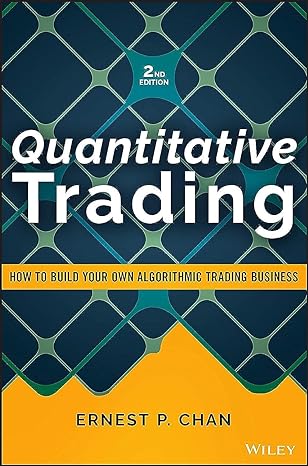 2ND
EDITION
Quantitative
Trading
HOW TO BUILD YOUR OWN ALGORITHMIC TRADING BUSINESS
ERNEST P. CHAN
WILEY